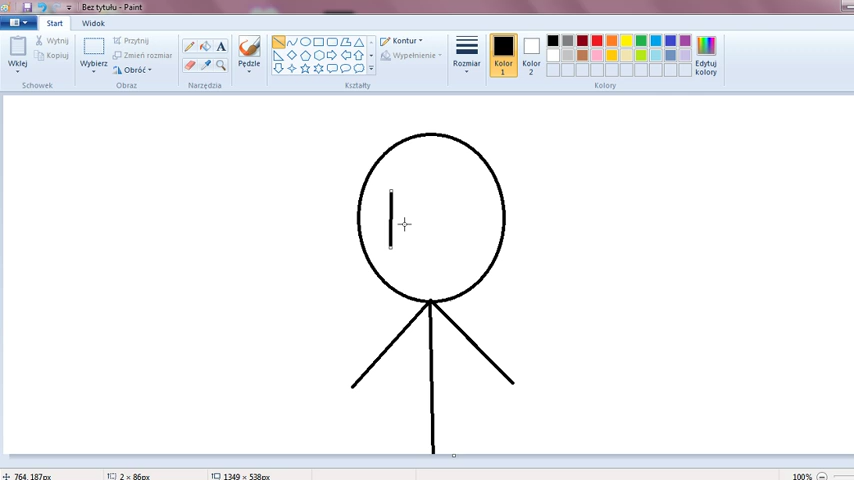 Bez tytułu - Paint
Start
Widok
Wklej
Wytnij
Kopiuj
Schowek
Wybierz
Przytnij
Zmień rozmiar
Obróć
Obraz
A
Narzędzia
Pędzle
Kontur
Wypełnienie
Kształty
Rozmiar
Kolor
1
Kolor
2
Edytuj
kolory
Kolory
764, 187px
2 × 86px
1349 × 538px
100%